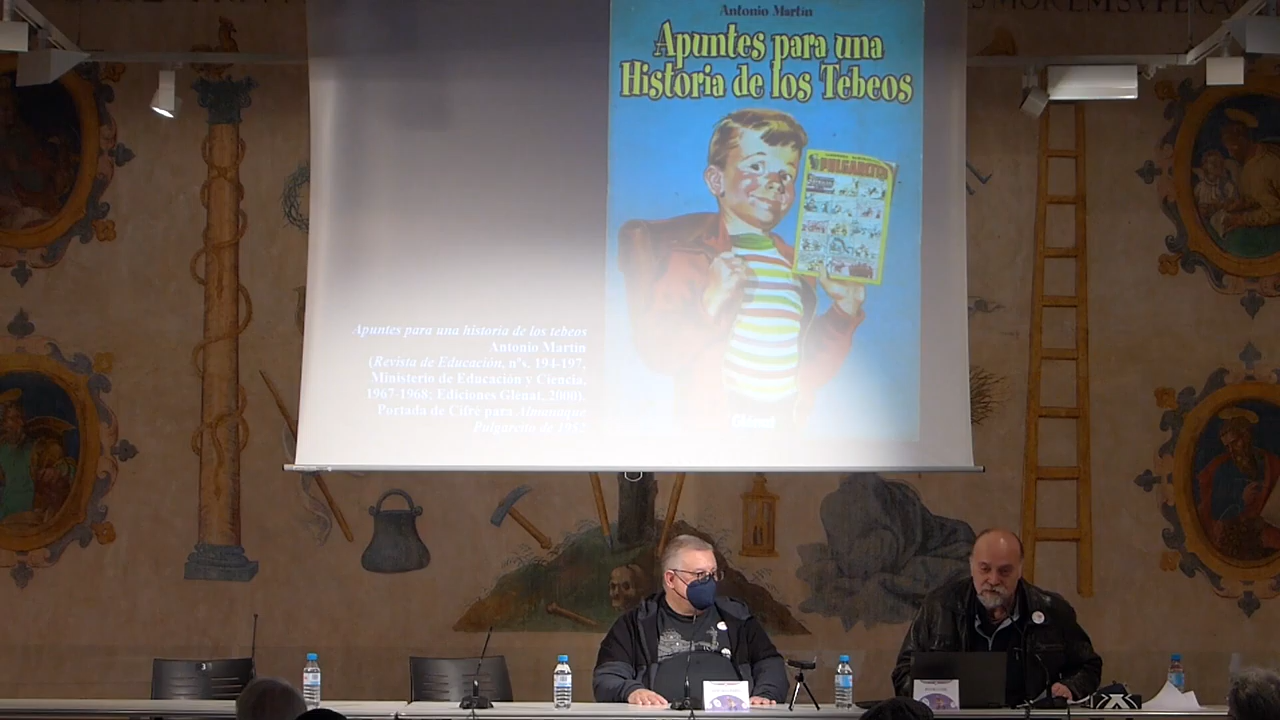 Antonio Martín
Apuntes para una
Historia de los Tebeos
PULGARCITO
Apuntes para una historia de los tebeos
Antonio Martín
(Revista de Educación, nºs. 194-197,
Ministerio de Educación y Ciencia,
1967-1968; Ediciones Glénat, 2000).
Portada de Cifré para Almanaque
Pulgarcito de
Glénat